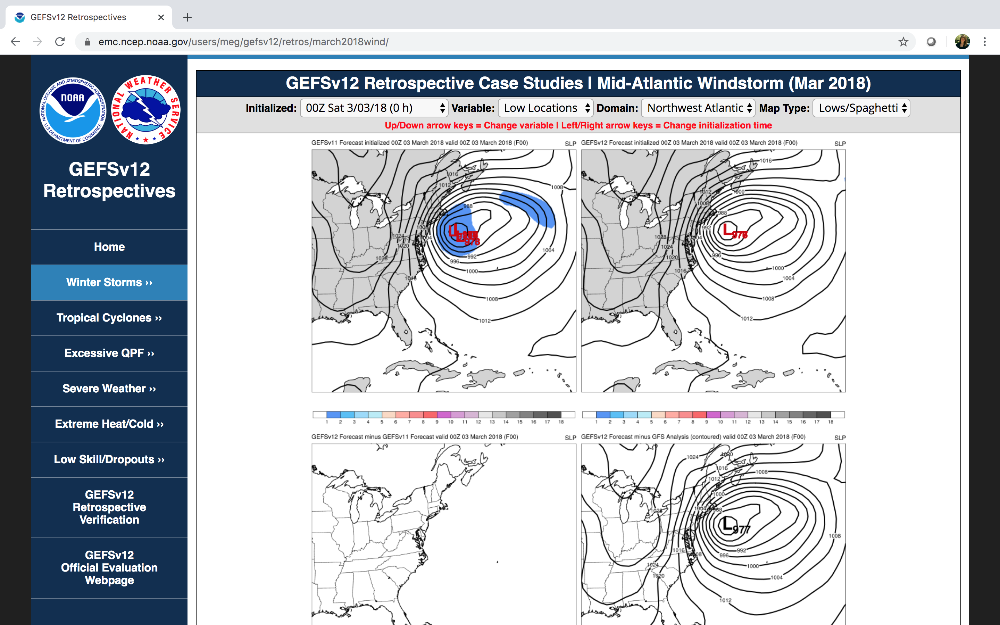 GEFSv12 Retrospectives
emc.ncep.noaa.gov/users/meg/gefsv12/retros/march2018wind/
NATIONAL OCEANIC AND ATMOSPHERIC ADMINISTRATION
NOAA
U.S. DEPARTMENT OF COMMERCE
NATIONAL WEATHER SERVICE
GEFSv12
Retrospectives
Home
Winter Storms ››
Tropical Cyclones ››
Excessive QPF ››
Severe Weather ››
Extreme Heat/Cold ››
Low Skill/Dropouts ››
GEFSv12
Retrospective
Verification
GEFSv12
Official Evaluation
Webpage
GEFSv12 Retrospective Case Studies | Mid-Atlantic Windstorm (Mar 2018)
Initialized: 00Z Sat 3/03/18 (0 h) Variable: Low Locations Domain: Northwest Atlantic Map Type: Lows/Spaghetti
Up/Down arrow keys = Change variable | Left/Right arrow keys = Change initialization time
GEFSv11 Forecast initialized 00Z 03 March 2018 valid 00Z 03 March 2018 (F00) SLP
1016
1012
1008
988
1008
1024
1004
1020
1004
1028
992
996
1000
1016
1008
1012
L
978
1 2 3 4 5 6 7 8 9 10 11 12 13 14 15 16 17 18
GEFSv12 Forecast initialized 00Z 03 March 2018 valid 00Z 03 March 2018 (F00) SLP
1016
1012
1000
1008
988
992
1028
1004
1024
996
1020
1000
1016
1004
1008
1012
L
1 2 3 4 5 6 7 8 9 10 11 12 13 14 15 16 17 18
GEFSv12 Forecast minus GEFSv11 Forecast valid 00Z 03 March 2018 (F00) SLP
GEFSv12 Forecast minus GFS Analysis (contoured) valid 00Z 03 March 2018 (F00) SLP
1024
1020
1016
1008
1012
1000
1004
988
1028
L 977
1008
1016
992
996
1024
1000
1020
1004
1012